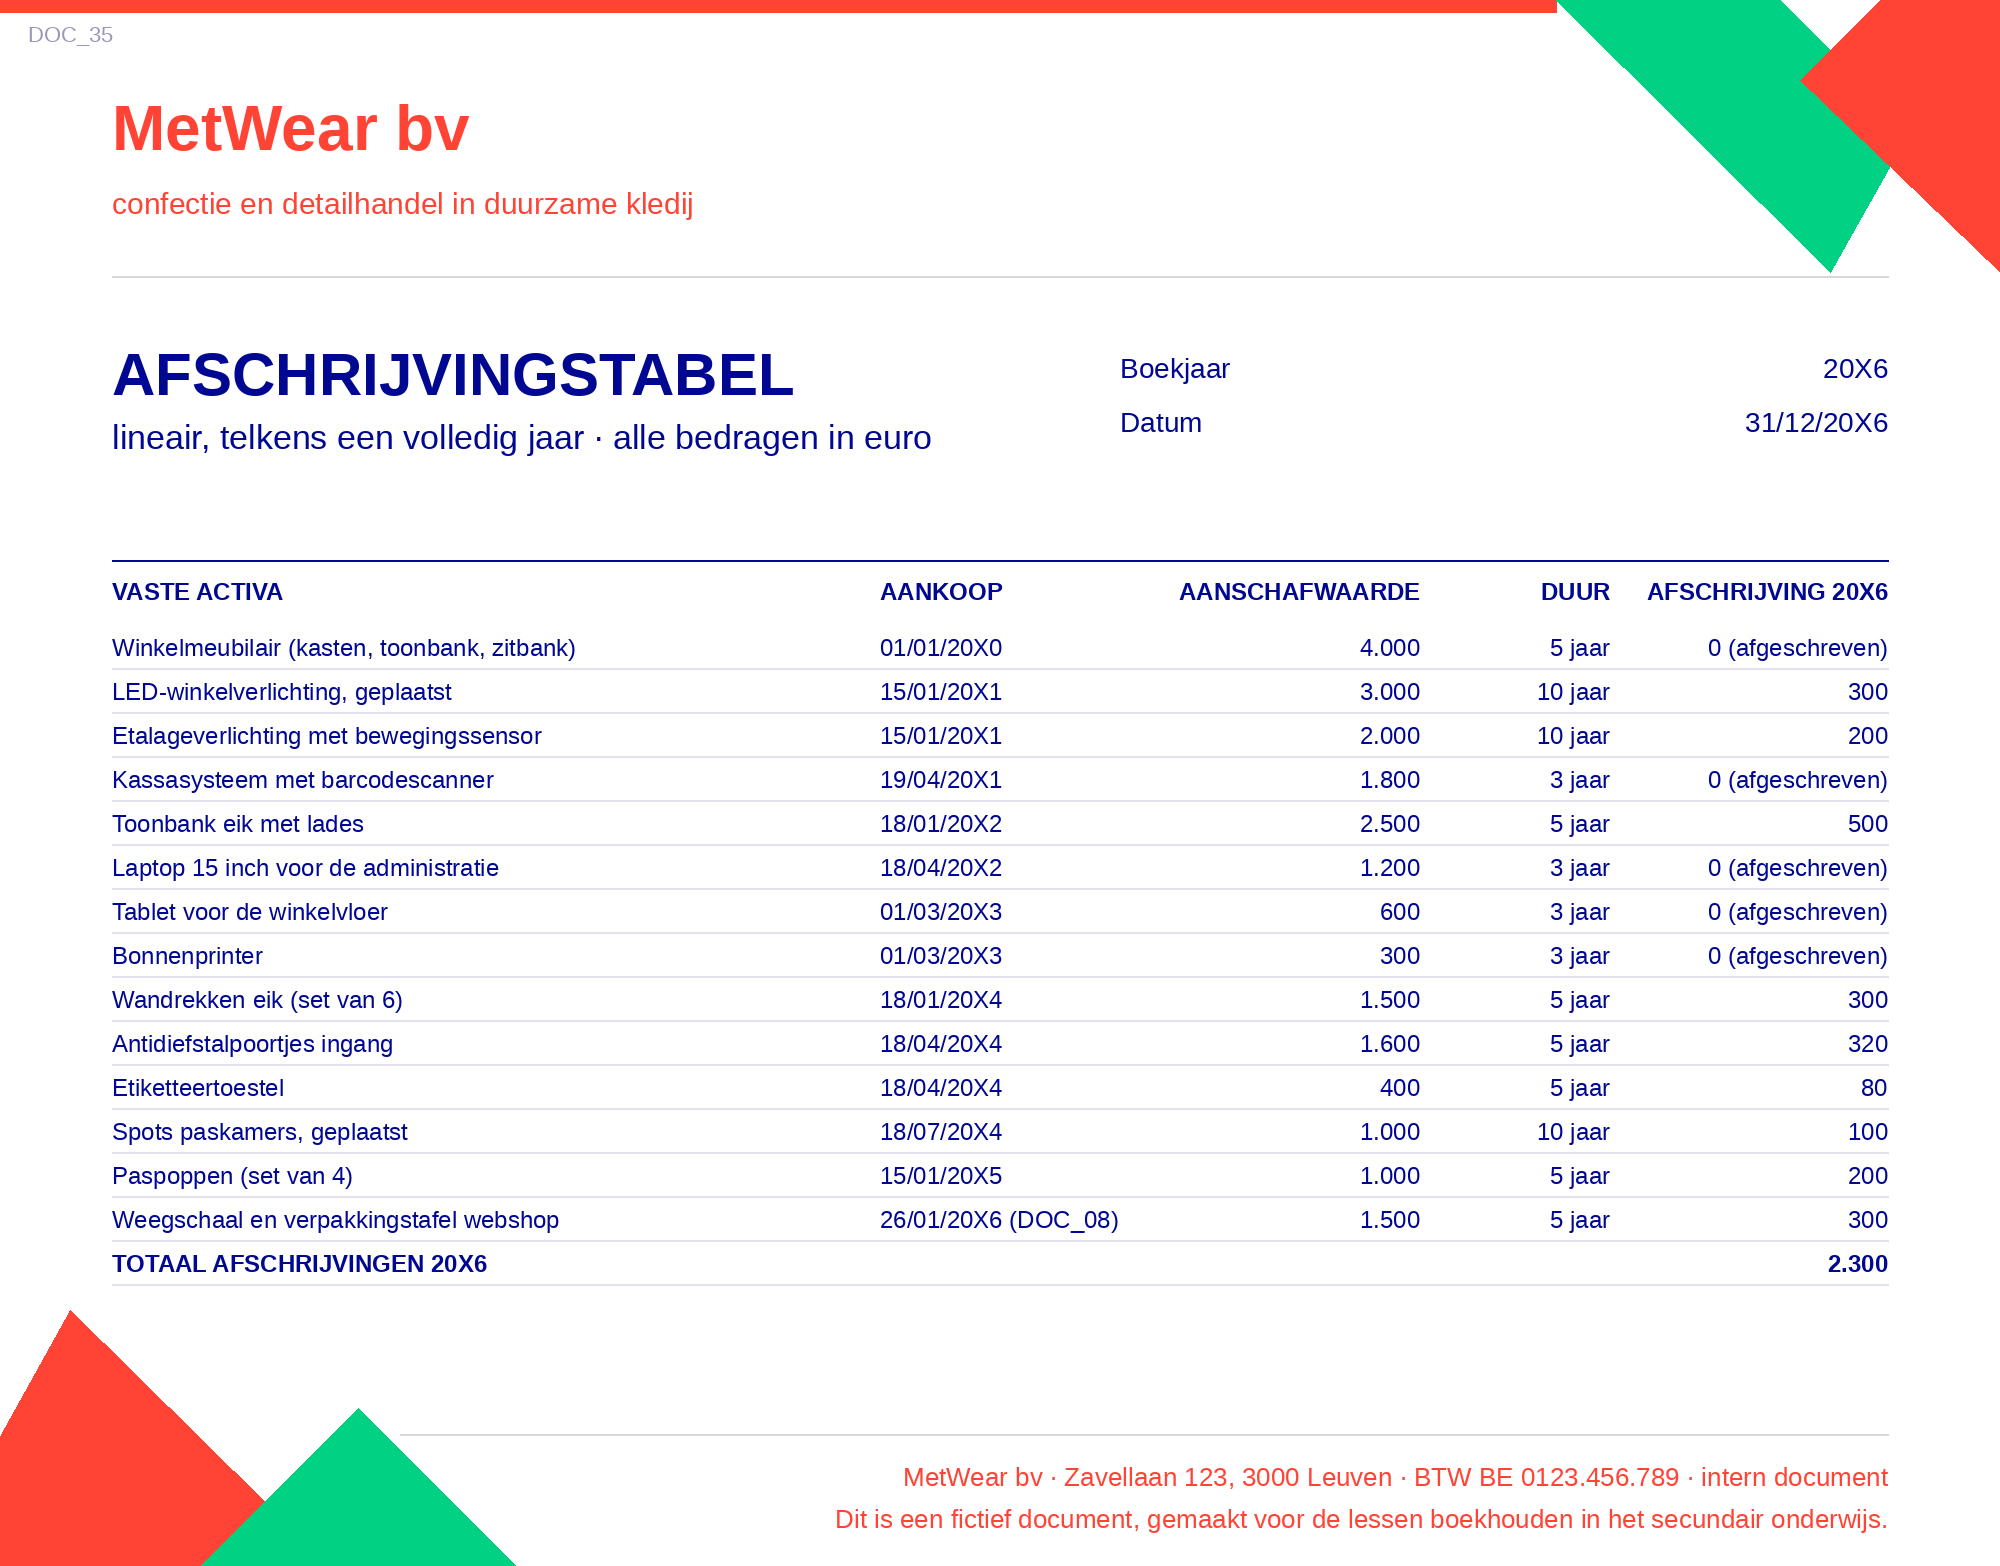 DOC_35
MetWear bv
confectie en detailhandel in duurzame kledij
AFSCHRIJVINGSTABEL
lineair, telkens een volledig jaar · alle bedragen in euro
Boekjaar 20X6
Datum 31/12/20X6
VASTE ACTIVA AANKOOP AANSCHAFWAARDE DUUR AFSCHRIJVING 20X6
Winkelmeubilair (kasten, toonbank, zitbank) 01/01/20X0 4.000 5 jaar 0 (afgeschreven)
LED-winkelverlichting, geplaatst 15/01/20X1 3.000 10 jaar 300
Etalageverlichting met bewegingssensor 15/01/20X1 2.000 10 jaar 200
Kassasysteem met barcodescanner 19/04/20X1 1.800 3 jaar 0 (afgeschreven)
Toonbank eik met lades 18/01/20X2 2.500 5 jaar 500
Laptop 15 inch voor de administratie 18/04/20X2 1.200 3 jaar 0 (afgeschreven)
Tablet voor de winkelvloer 01/03/20X3 600 3 jaar 0 (afgeschreven)
Bonnenprinter 01/03/20X3 300 3 jaar 0 (afgeschreven)
Wandrekken eik (set van 6) 18/01/20X4 1.500 5 jaar 300
Antidiefstalpoortjes ingang 18/04/20X4 1.600 5 jaar 320
Etiketteertoestel 18/04/20X4 400 5 jaar 80
Spots paskamers, geplaatst 18/07/20X4 1.000 10 jaar 100
Paspoppen (set van 4) 15/01/20X5 1.000 5 jaar 200
Weegschaal en verpakkingstafel webshop 26/01/20X6 (DOC_08) 1.500 5 jaar 300
TOTAAL AFSCHRIJVINGEN 20X6 2.300
MetWear bv · Zavellaan 123, 3000 Leuven · BTW BE 0123.456.789 · intern document
Dit is een fictief document, gemaakt voor de lessen boekhouden in het secundair onderwijs.